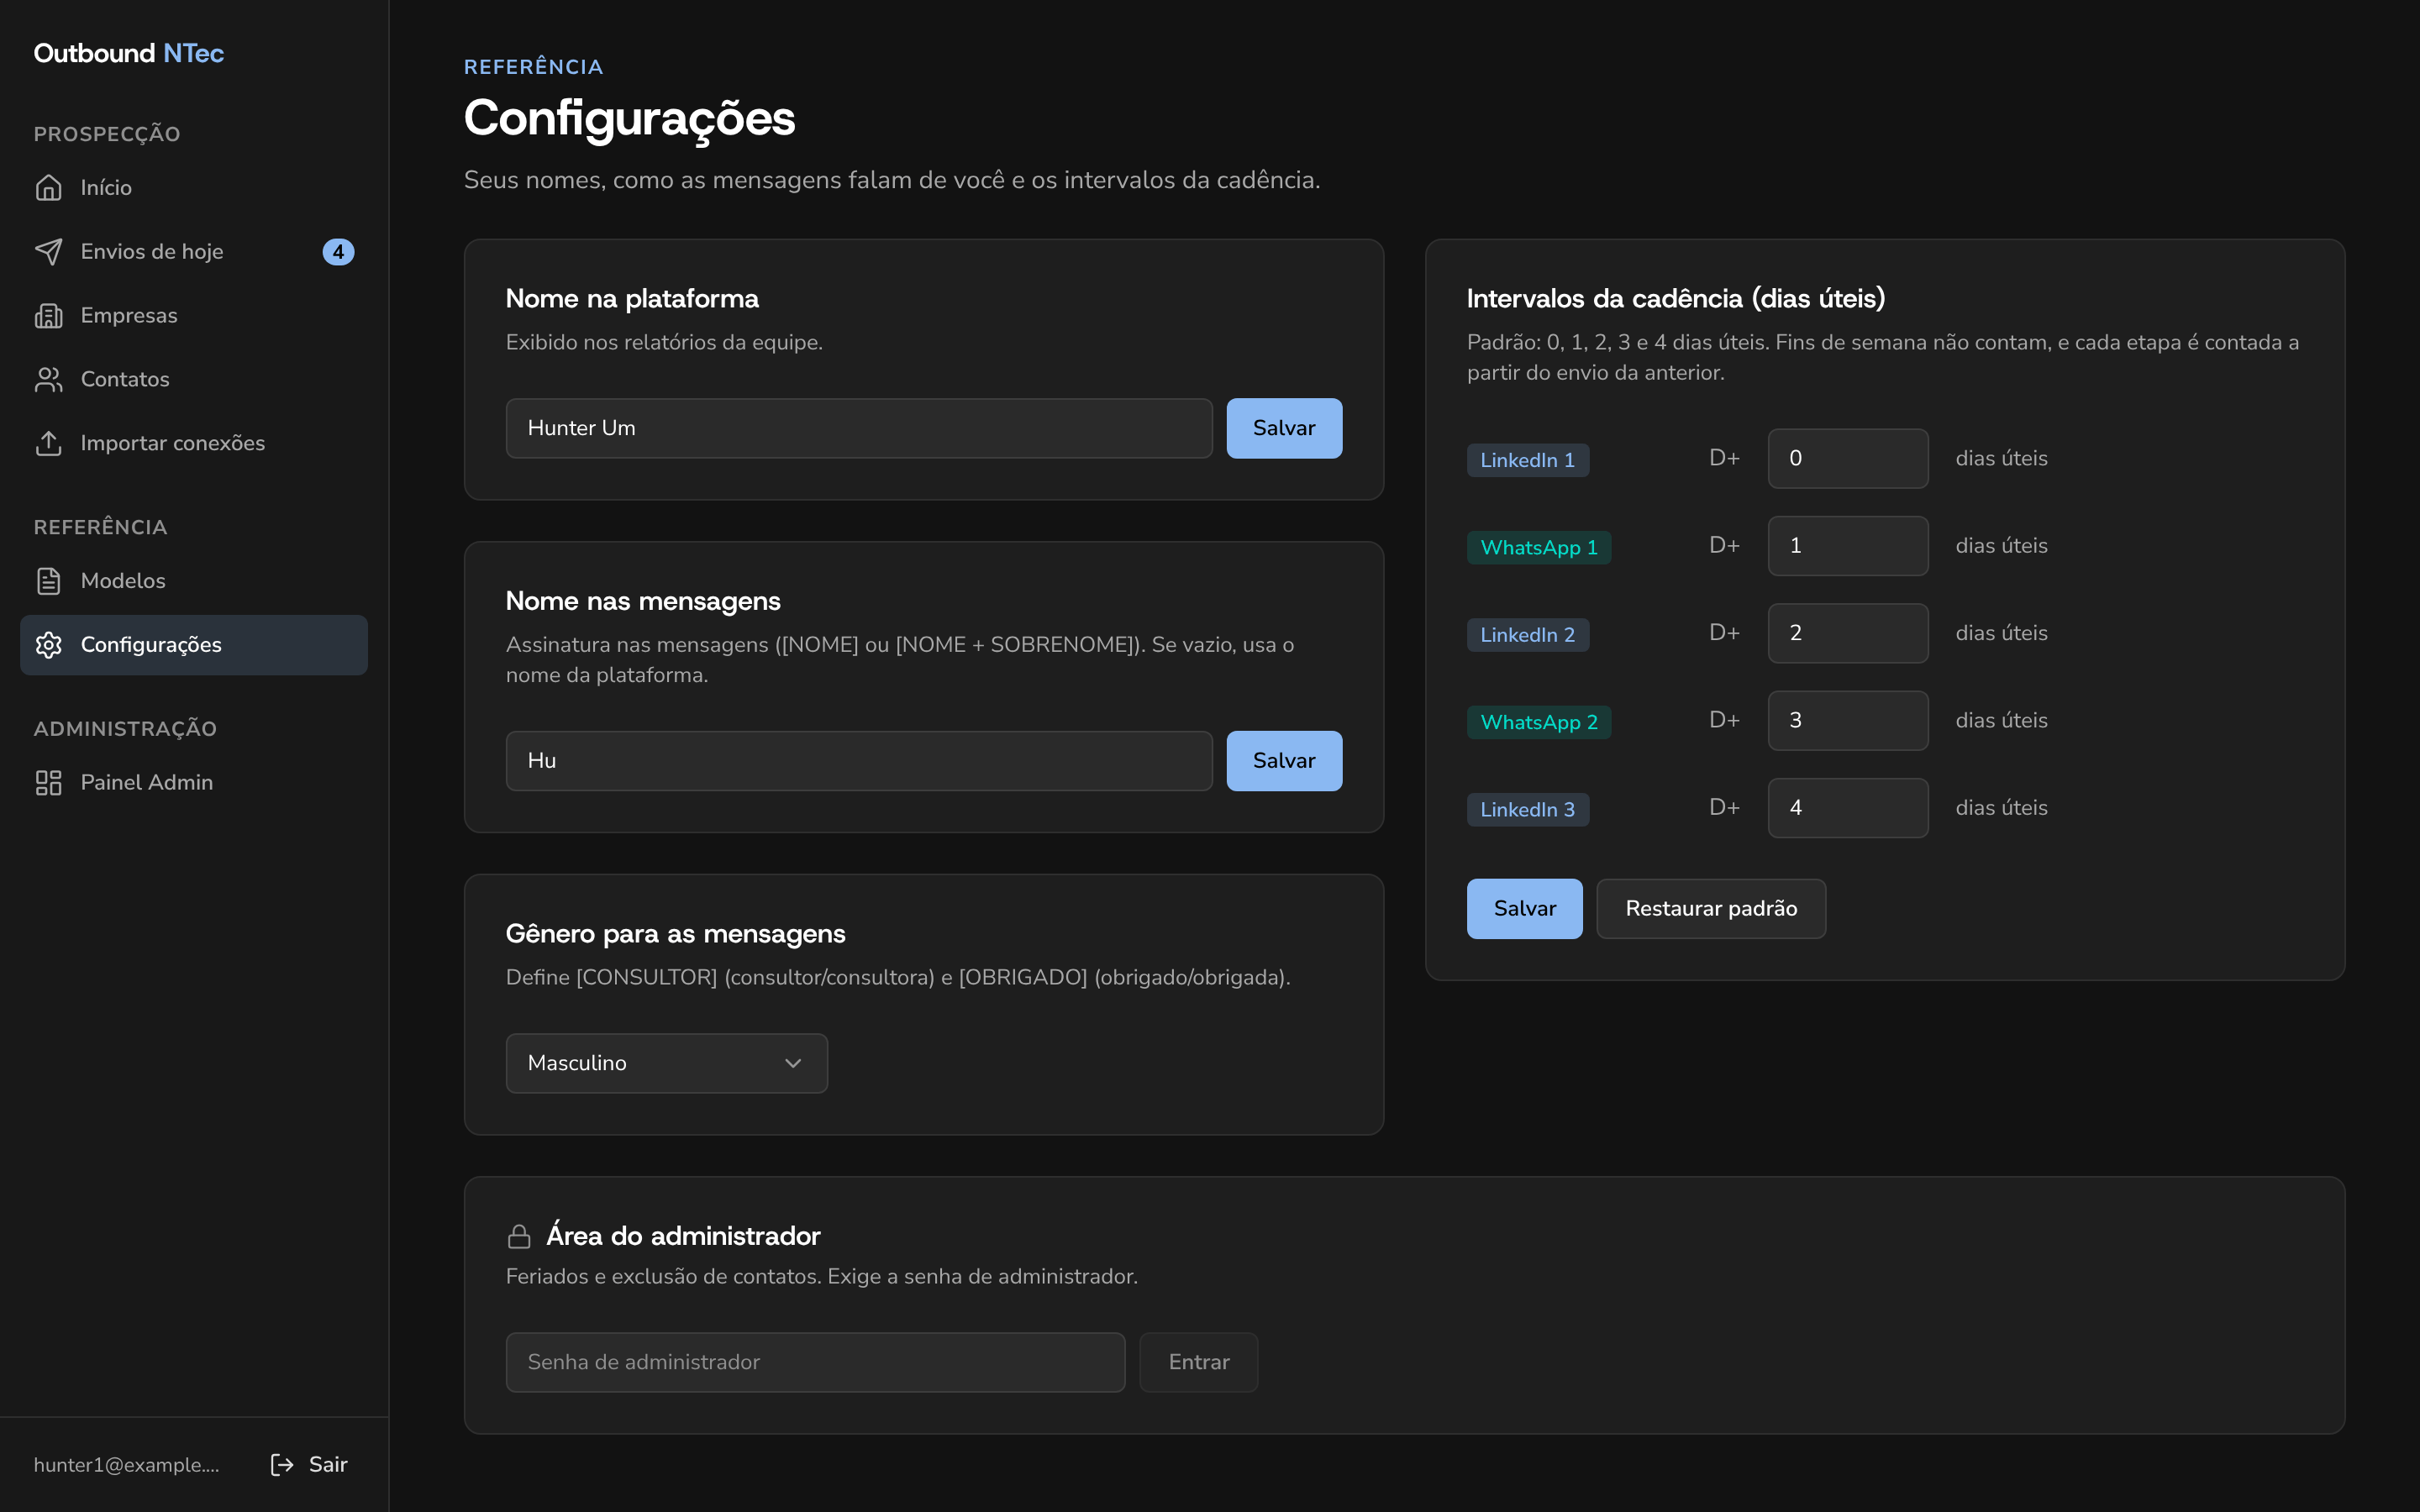 Outbound NTec
PROSPECÇÃO
Início
Envios de hoje 4
Empresas
Contatos
Importar conexões
REFERÊNCIA
Modelos
Configurações
ADMINISTRAÇÃO
Painel Admin
hunter1@example.... Sair
REFERÊNCIA
Configurações
Seus nomes, como as mensagens falam de você e os intervalos da cadência.
Nome na plataforma
Exibido nos relatórios da equipe.
Hunter Um Salvar
Nome nas mensagens
Assinatura nas mensagens ([NOME] ou [NOME + SOBRENOME]). Se vazio, usa o
nome da plataforma.
Hu Salvar
Gênero para as mensagens
Define [CONSULTOR] (consultor/consultora) e [OBRIGADO] (obrigado/obrigada).
Masculino
Intervalos da cadência (dias úteis)
Padrão: 0, 1, 2, 3 e 4 dias úteis. Fins de semana não contam, e cada etapa é contada a
partir do envio da anterior.
LinkedIn 1 D+ 0 dias úteis
WhatsApp 1 D+ 1 dias úteis
LinkedIn 2 D+ 2 dias úteis
WhatsApp 2 D+ 3 dias úteis
LinkedIn 3 D+ 4 dias úteis
Salvar Restaurar padrão
Área do administrador
Feriados e exclusão de contatos. Exige a senha de administrador.
Senha de administrador Entrar